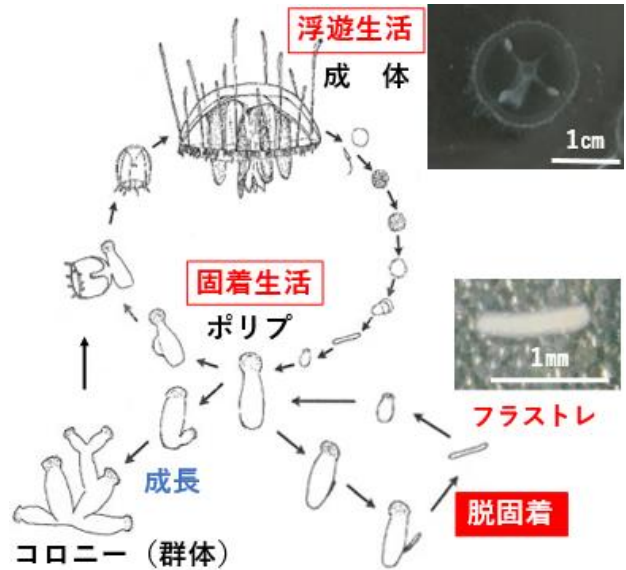 浮遊生活
成　体
1cm
固着生活
ポリプ
1mm
フラストレ
成長
脱固着
コロニー（群体）